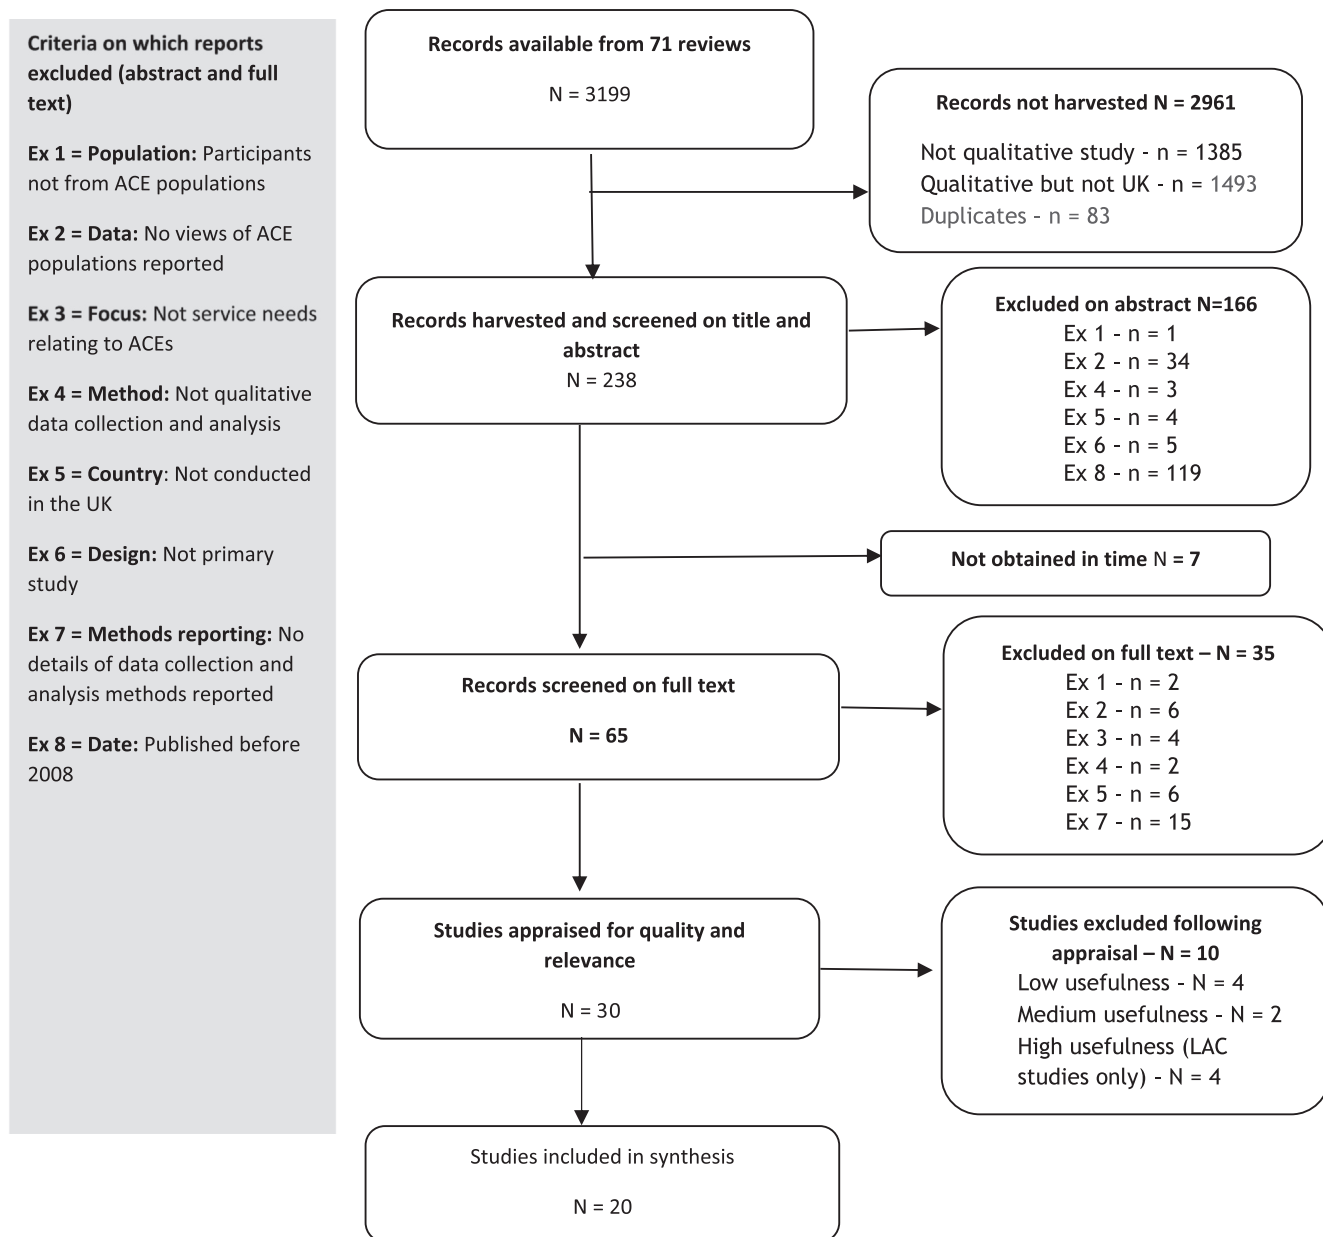 Criteria on which reports
excluded (abstract and full
text)
Ex 1 = Population: Participants
not from ACE populations
Ex 2 = Data: No views of ACE
populations reported
Ex 3 = Focus: Not service needs
relating to ACEs
Ex 4 = Method: Not qualitative
data collection and analysis
Ex 5 = Country: Not conducted
in the UK
Ex 6 = Design: Not primary
study
Ex 7 = Methods reporting: No
details of data collection and
analysis methods reported
Ex 8 = Date: Published before
2008
Records available from 71 reviews
N = 3199
Records not harvested N = 2961
Not qualitative study - n = 1385
Qualitative but not UK - n = 1493
Duplicates - n = 83
Records harvested and screened on title and
abstract
N = 238
Excluded on abstract N=166
Ex 1 - n = 1
Ex 2 - n = 34
Ex 4 - n = 3
Ex 5 - n = 4
Ex 6 - n = 5
Ex 8 - n = 119
Not obtained in time N = 7
Records screened on full text
N = 65
Excluded on full text – N = 35
Ex 1 - n = 2
Ex 2 - n = 6
Ex 3 - n = 4
Ex 4 - n = 2
Ex 5 - n = 6
Ex 7 - n = 15
Studies appraised for quality and
relevance
N = 30
Studies excluded following
appraisal – N = 10
Low usefulness - N = 4
Medium usefulness - N = 2
High usefulness (LAC
studies only) - N = 4
Studies included in synthesis
N = 20